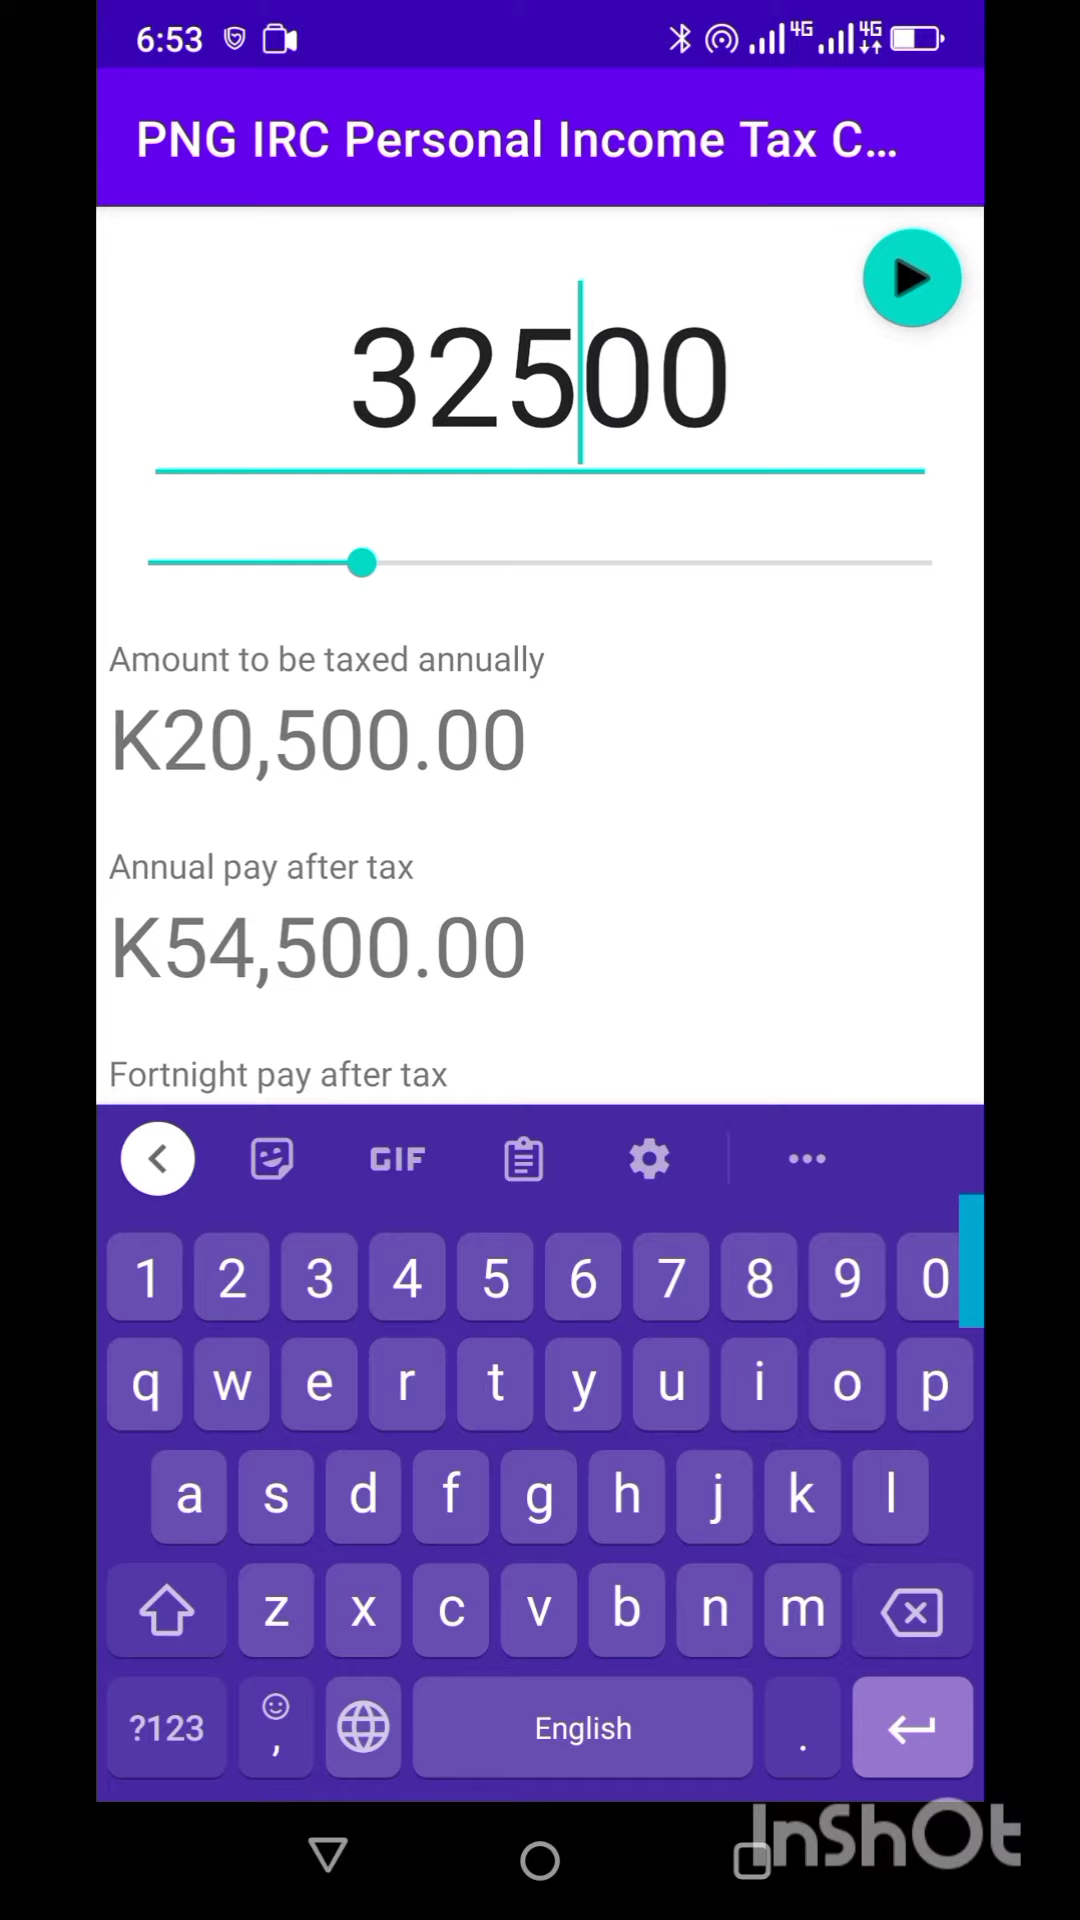 6:53 4G 4G
PNG IRC Personal Income Tax C...
32500
Amount to be taxed annually
K20,500.00
Annual pay after tax
K54,500.00
Fortnight pay after tax
GIF
1 2 3 4 5 6 7 8 9 0
q w e r t y u i o p
a s d f g h j k l
z x c v b n m
?123 , English .
InShOt